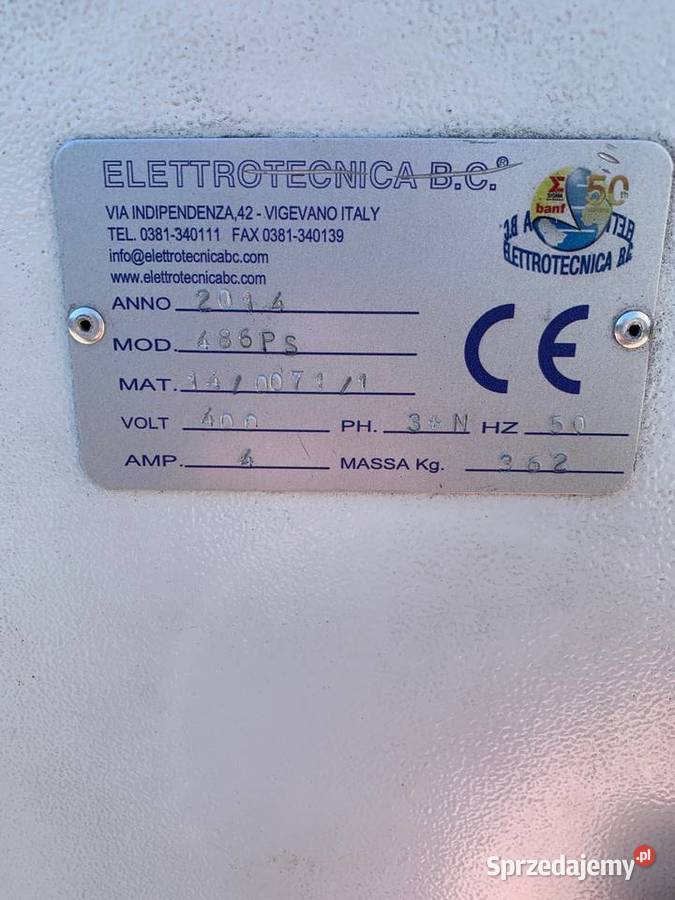 ELETTROTECNICA B.C.®
VIA INDIPENDENZA,42 - VIGEVANO ITALY
TEL. 0381-340111 FAX 0381-340139
info@elettrotecnicabc.com
www.elettrotecnicabc.com
Σ
SIGMA
banf
50th
ELETTROTECNICA B.C.
ANNO 2014
MOD. 486PS
MAT. 14/0071/1
VOLT 400 PH. 3+N HZ 50
AMP. 4 MASSA Kg. 362
CE
Sprzedajemy.pl